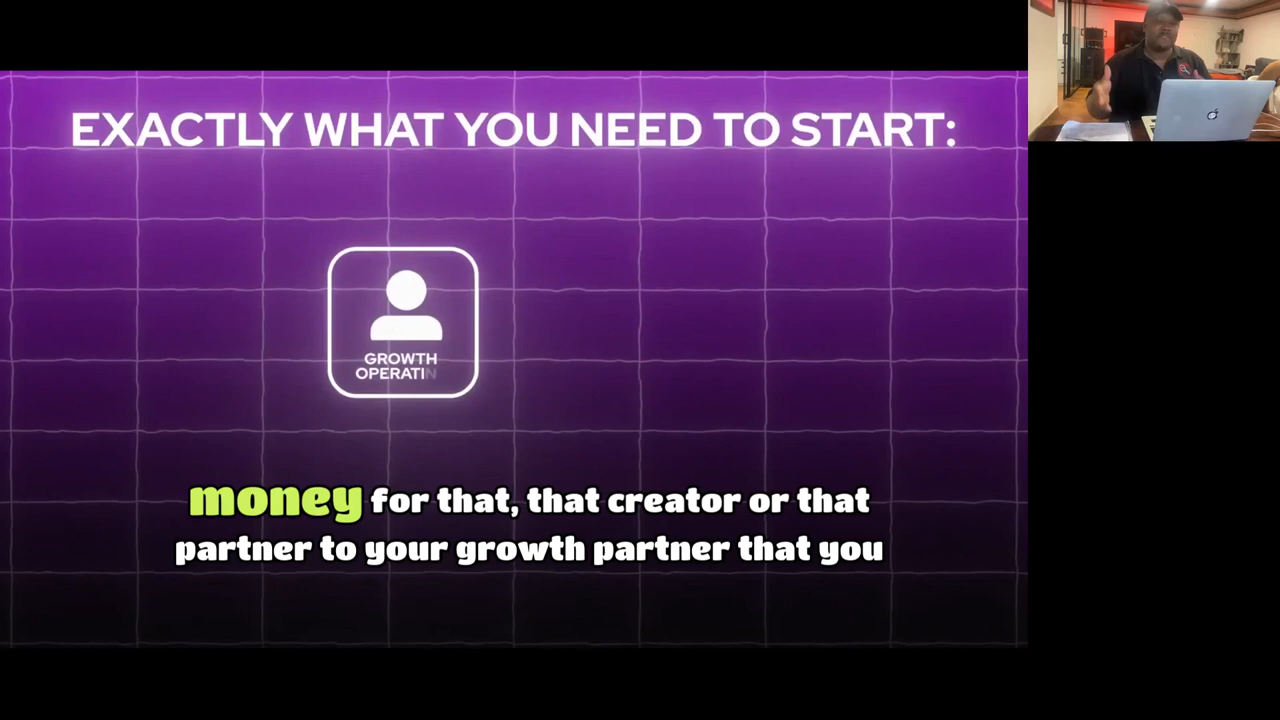 EXACTLY WHAT YOU NEED TO START:
GROWTH
OPERATIN
money for that, that creator or that
partner to your growth partner that you